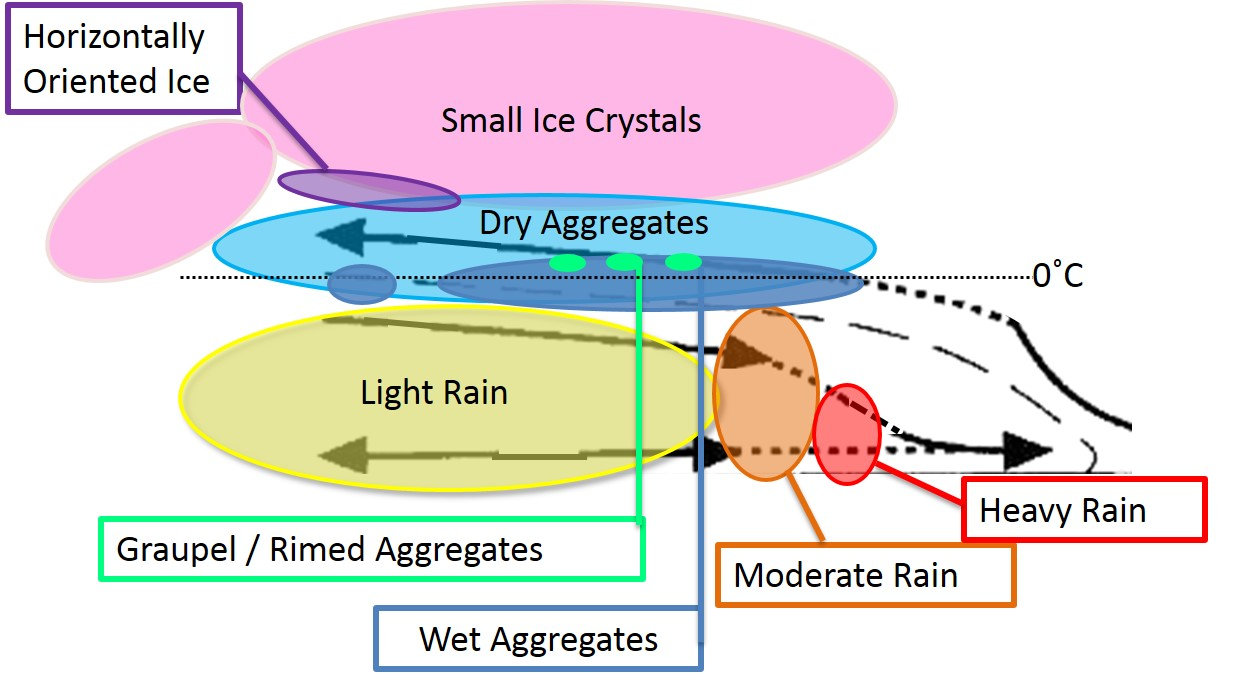 Horizontally
Oriented Ice
Small Ice Crystals
Dry Aggregates
0˚C
Light Rain
Heavy Rain
Graupel / Rimed Aggregates
Moderate Rain
Wet Aggregates